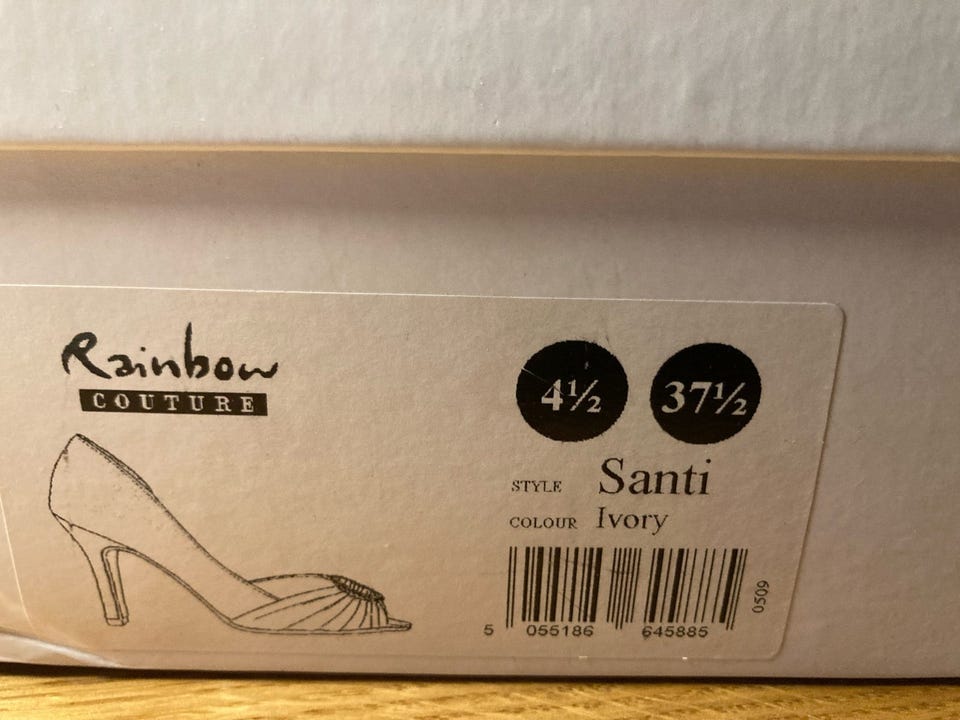 Rainbow
COUTURE
4½ 37½
STYLE Santi
COLOUR Ivory
5 055186 645885
0509